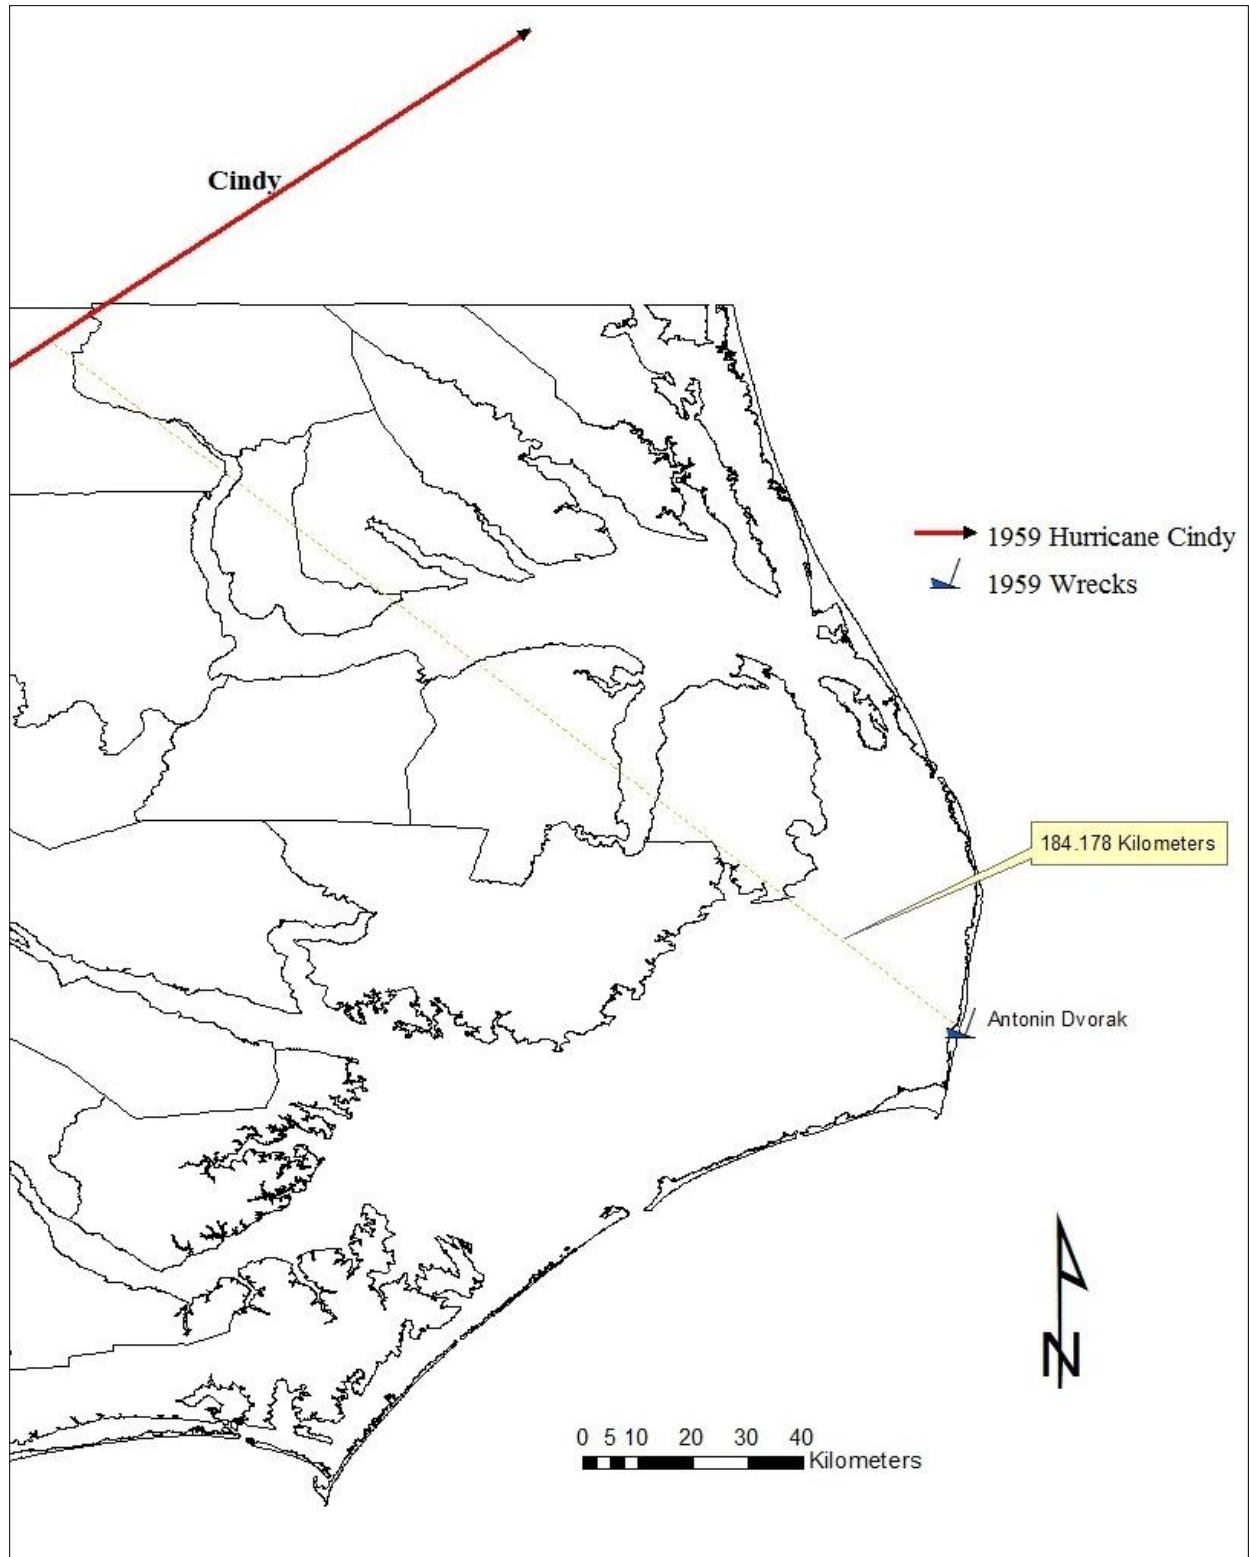 Cindy
1959 Hurricane Cindy
1959 Wrecks
184.178 Kilometers
Antonin Dvorak
N
0 5 10 20 30 40
Kilometers